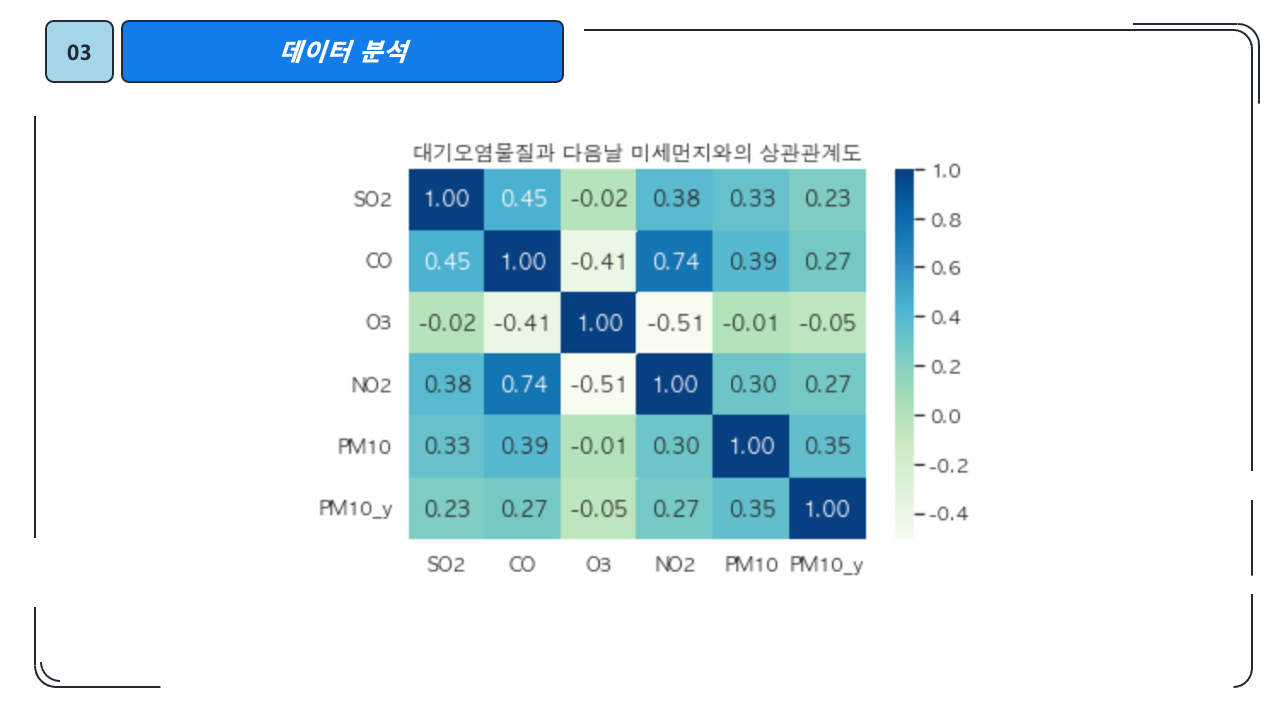 03
데이터 분석
대기오염물질과 다음날 미세먼지와의 상관관계도
SO2 1.00 0.45 -0.02 0.38 0.33 0.23
CO 0.45 1.00 -0.41 0.74 0.39 0.27
O3 -0.02 -0.41 1.00 -0.51 -0.01 -0.05
NO2 0.38 0.74 -0.51 1.00 0.30 0.27
PM10 0.33 0.39 -0.01 0.30 1.00 0.35
PM10_y 0.23 0.27 -0.05 0.27 0.35 1.00
SO2 CO O3 NO2 PM10 PM10_y
1.0
0.8
0.6
0.4
0.2
0.0
-0.2
-0.4